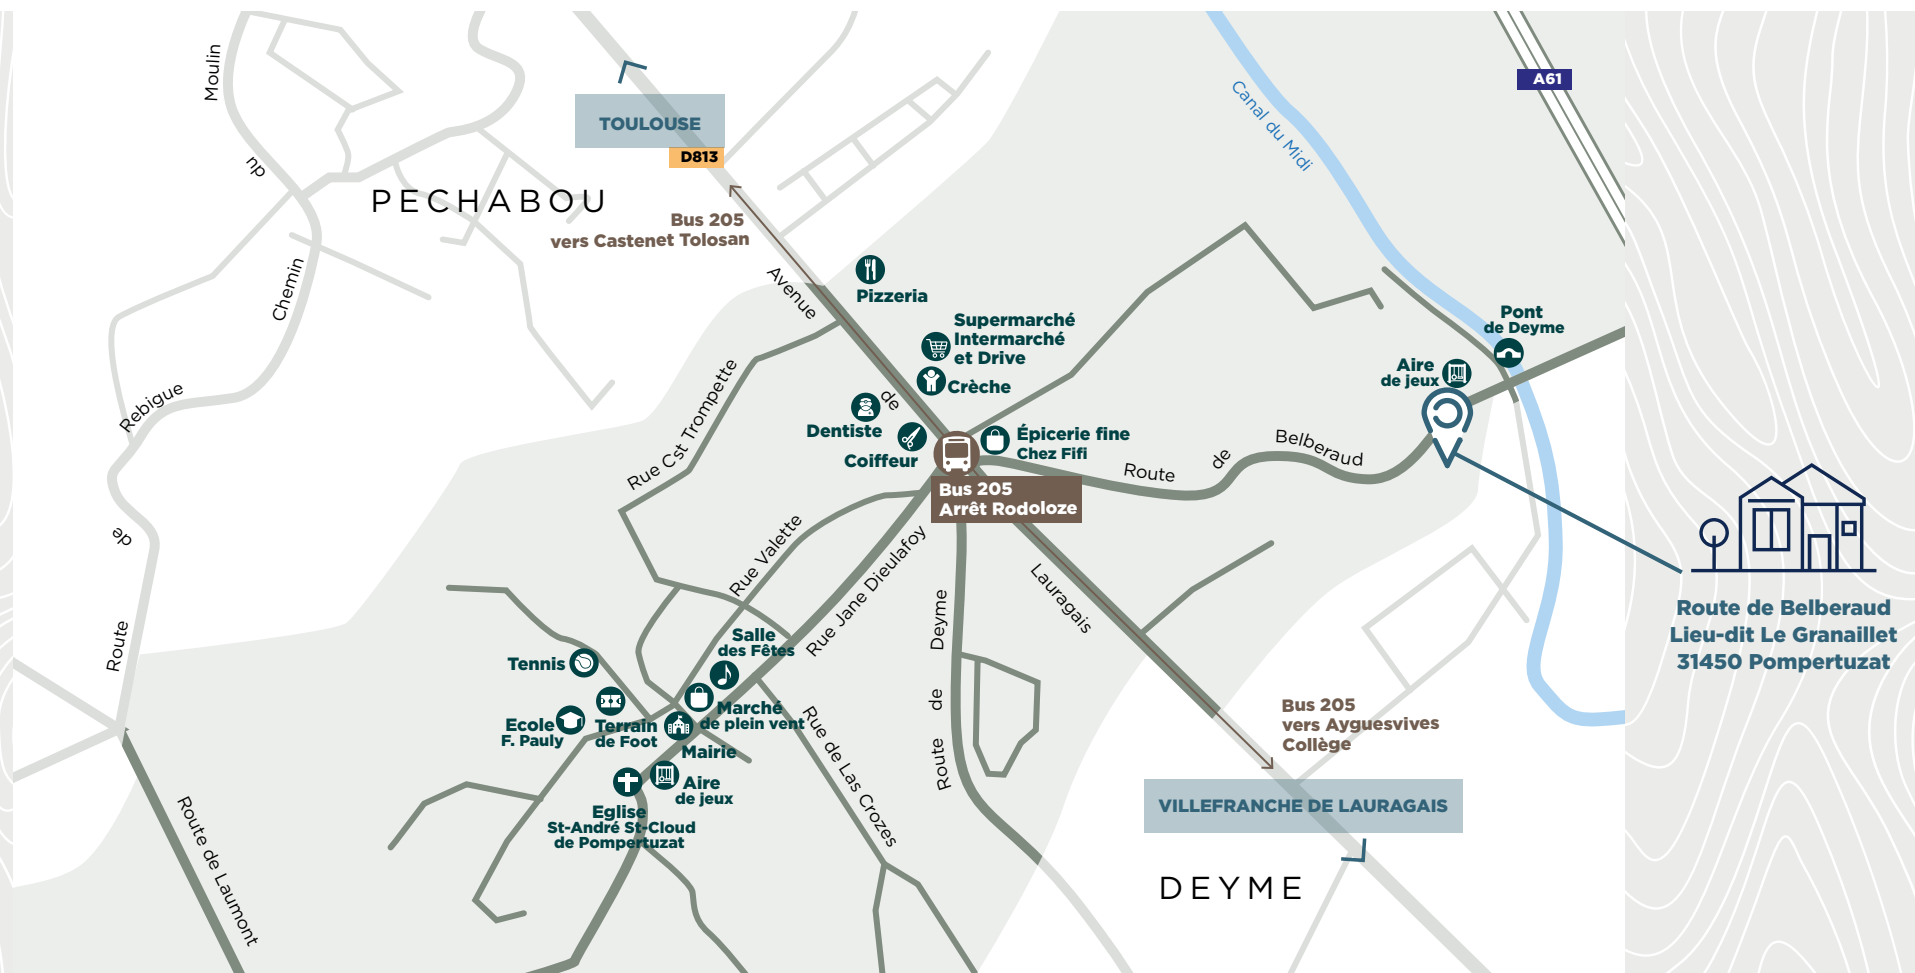 Moulin
du
Chemin
Rebigue
de
Route
Route de Laumont
PECHABOU
TOULOUSE
D813
Bus 205
vers Castenet Tolosan
Avenue
de
Lauragais
Pizzeria
Supermarché
Intermarché
et Drive
Crèche
Dentiste
Coiffeur
Épicerie fine
Chez Fifi
Bus 205
Arrêt Rodoloze
Rue Cst Trompette
Rue Valette
Rue Jane Dieulafoy
Route
de
Belberaud
Canal du Midi
A61
Pont
de Deyme
Aire
de jeux
Route de Belberaud
Lieu-dit Le Granaillet
31450 Pompertuzat
Salle
des Fêtes
Tennis
Ecole
F. Pauly
Terrain
de Foot
Marché
de plein vent
Mairie
Aire
de jeux
Eglise
St-André St-Cloud
de Pompertuzat
Rue de Las Crozes
Route
de
Deyme
Bus 205
vers Ayguesvives
Collège
VILLEFRANCHE DE LAURAGAIS
DEYME